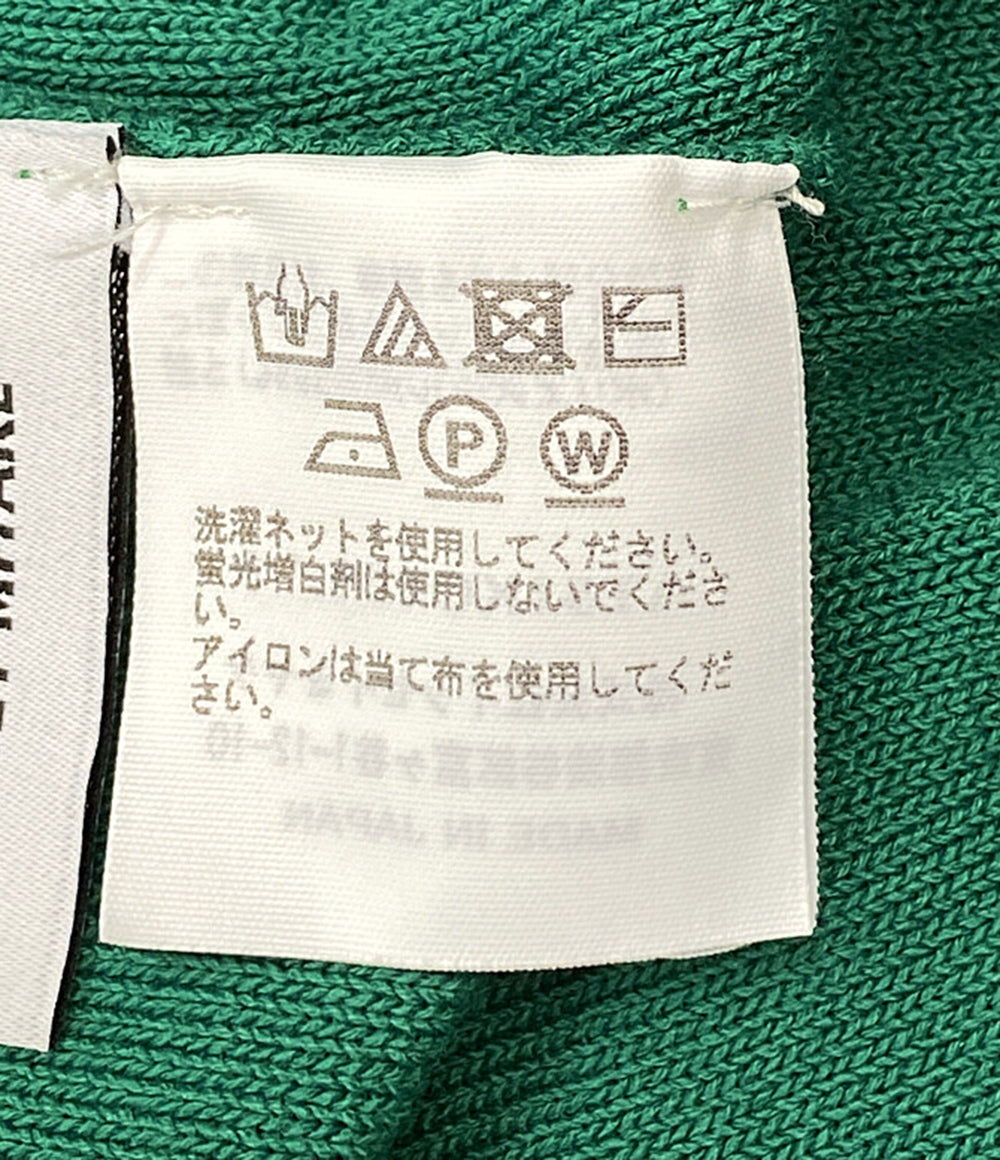 P W
洗濯ネットを使用してください。
蛍光増白剤は使用しないでくださ
い。
アイロンは当て布を使用してくだ
さい。